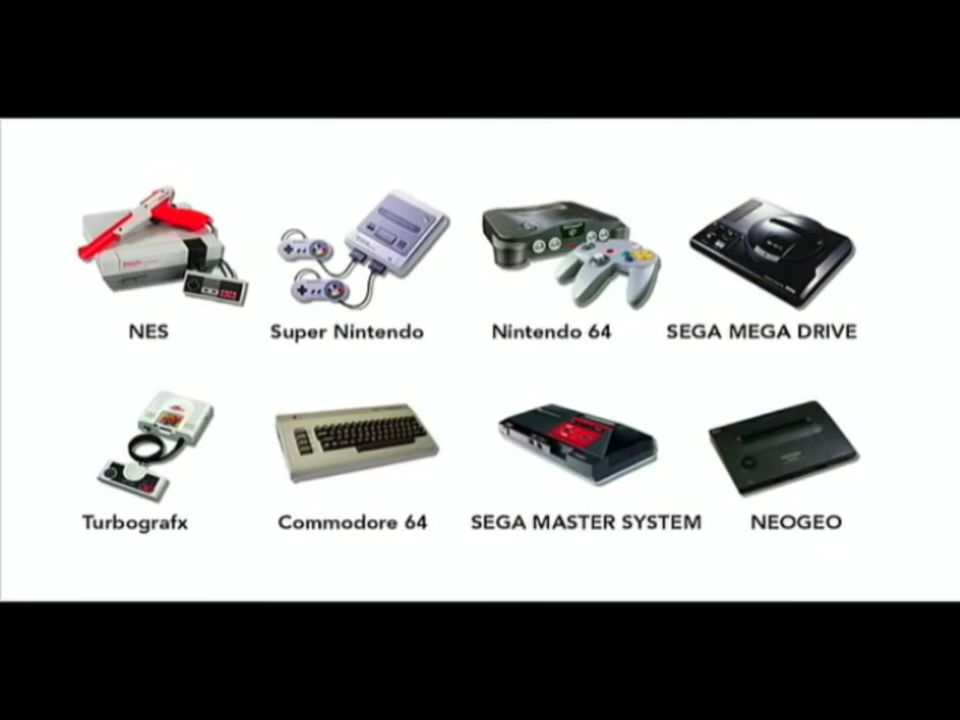 NES
Super Nintendo
Nintendo 64
SEGA MEGA DRIVE
Turbografx
Commodore 64
SEGA MASTER SYSTEM
NEOGEO